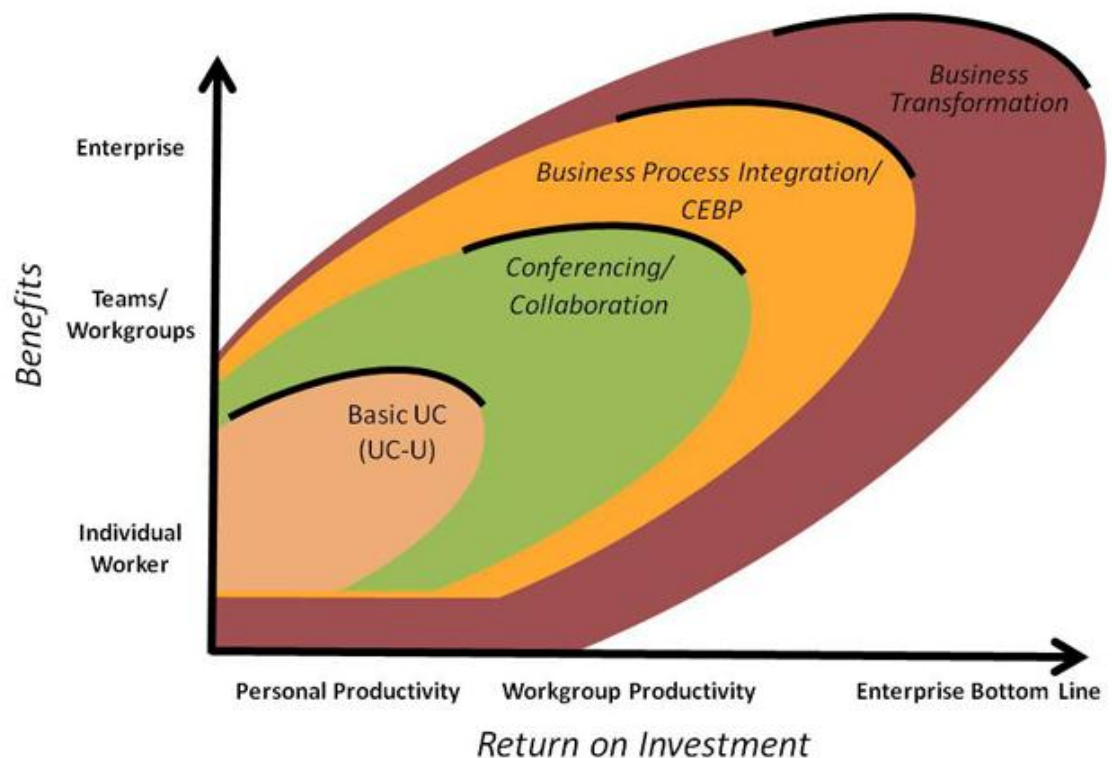 Business
Transformation
Enterprise
Business Process Integration/
CEBP
Conferencing/
Collaboration
Teams/
Workgroups
Benefits
Basic UC
(UC-U)
Individual
Worker
Personal Productivity
Workgroup Productivity
Enterprise Bottom Line
Return on Investment